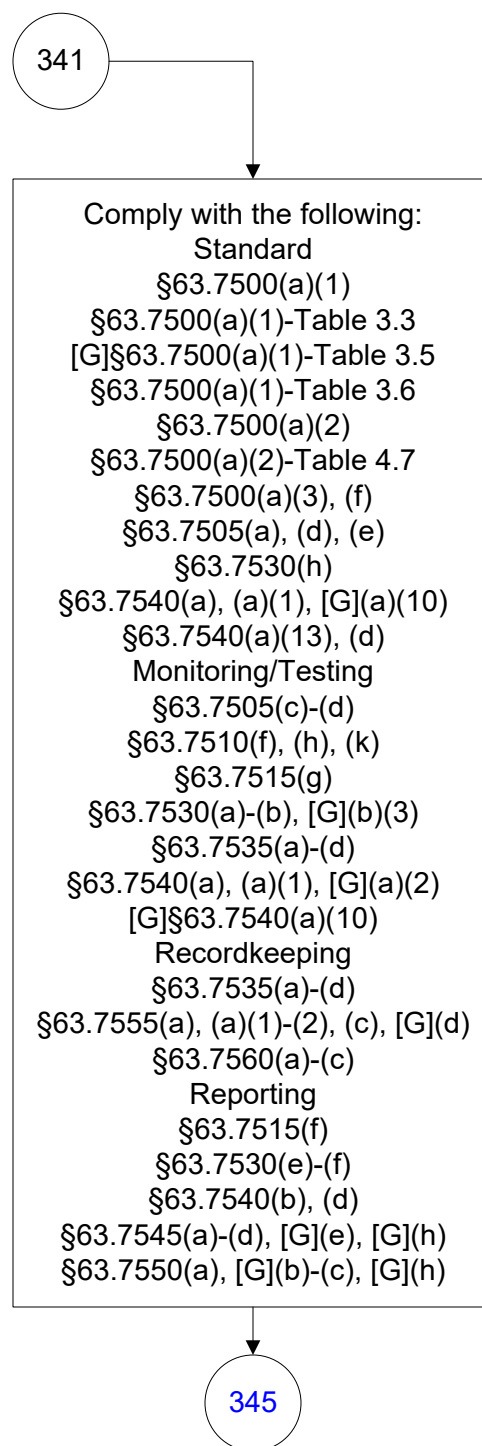 341
Comply with the following:
Standard
§63.7500(a)(1)
§63.7500(a)(1)-Table 3.3
[G]§63.7500(a)(1)-Table 3.5
§63.7500(a)(1)-Table 3.6
§63.7500(a)(2)
§63.7500(a)(2)-Table 4.7
§63.7500(a)(3), (f)
§63.7505(a), (d), (e)
§63.7530(h)
§63.7540(a), (a)(1), [G](a)(10)
§63.7540(a)(13), (d)
Monitoring/Testing
§63.7505(c)-(d)
§63.7510(f), (h), (k)
§63.7515(g)
§63.7530(a)-(b), [G](b)(3)
§63.7535(a)-(d)
§63.7540(a), (a)(1), [G](a)(2)
[G]§63.7540(a)(10)
Recordkeeping
§63.7535(a)-(d)
§63.7555(a), (a)(1)-(2), (c), [G](d)
§63.7560(a)-(c)
Reporting
§63.7515(f)
§63.7530(e)-(f)
§63.7540(b), (d)
§63.7545(a)-(d), [G](e), [G](h)
§63.7550(a), [G](b)-(c), [G](h)
345